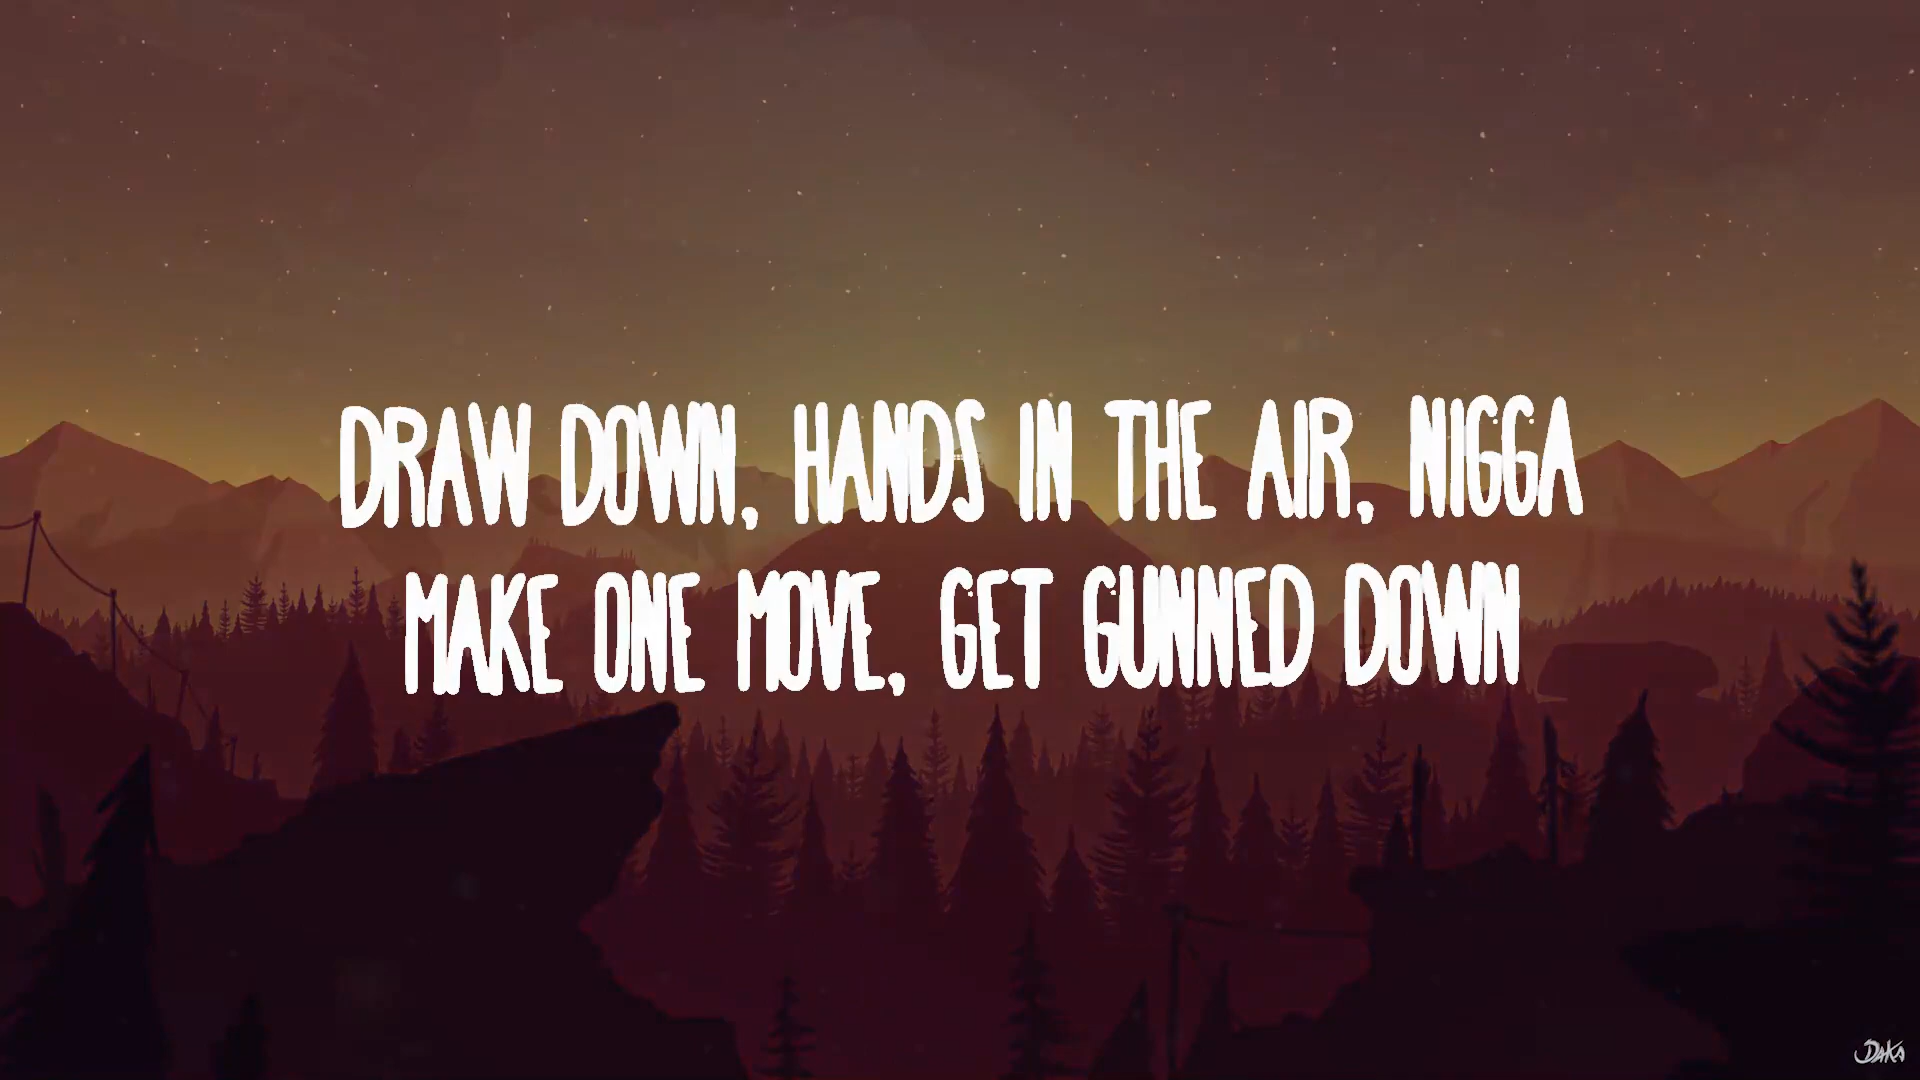 DRAW DOWN, HANDS IN THE AIR, NIGGA
MAKE ONE MOVE, GET GUNNED DOWN
DAKA